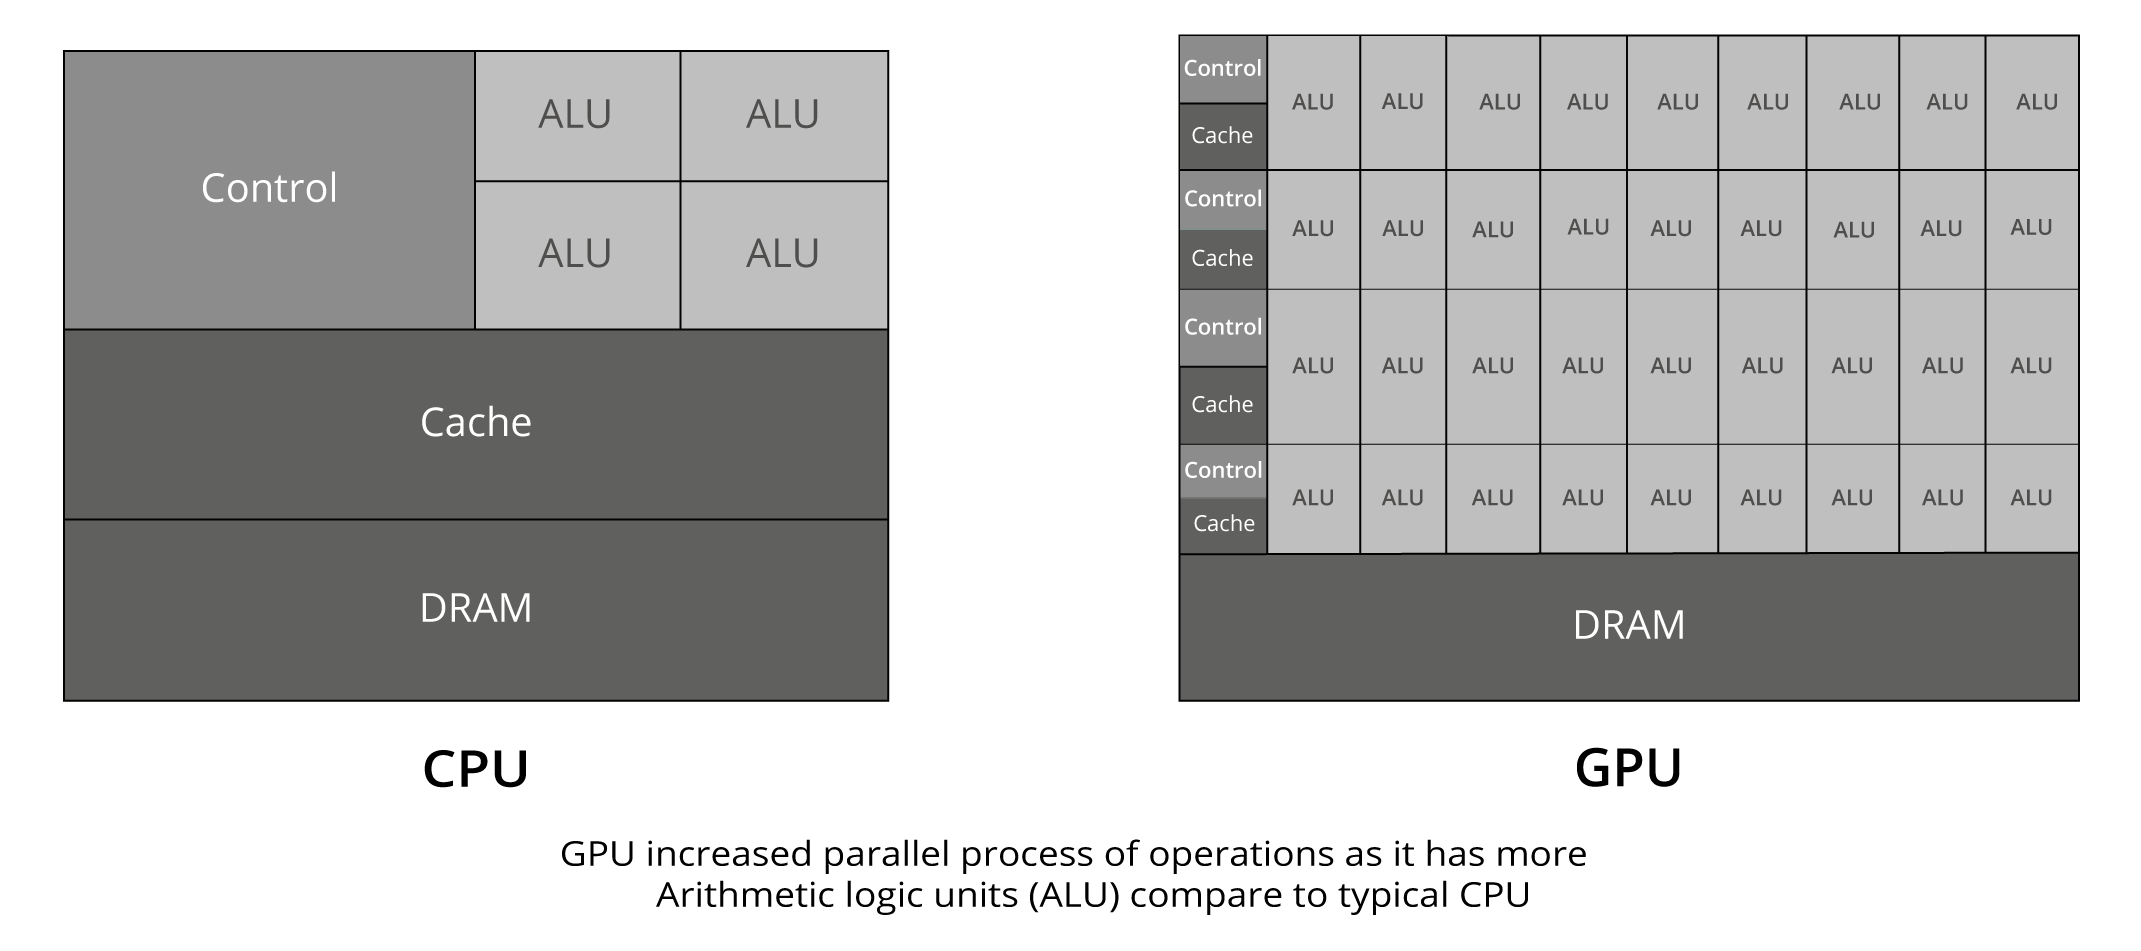 Control
ALU ALU
ALU ALU
Cache
DRAM
CPU
Control
ALU ALU ALU ALU ALU ALU ALU ALU ALU
Cache
Control
ALU ALU ALU ALU ALU ALU ALU ALU ALU
Cache
Control
ALU ALU ALU ALU ALU ALU ALU ALU ALU
Cache
Control
ALU ALU ALU ALU ALU ALU ALU ALU ALU
Cache
DRAM
GPU
GPU increased parallel process of operations as it has more
Arithmetic logic units (ALU) compare to typical CPU